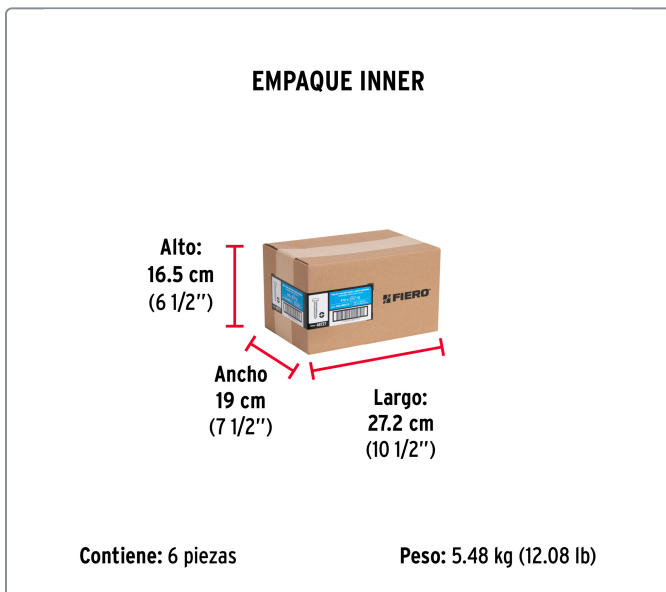 EMPAQUE INNER
Alto:
16.5 cm
(6 1/2")
FIERO
Ancho
19 cm
(7 1/2")
Largo:
27.2 cm
(10 1/2")
Contiene: 6 piezas
Peso: 5.48 kg (12.08 lb)